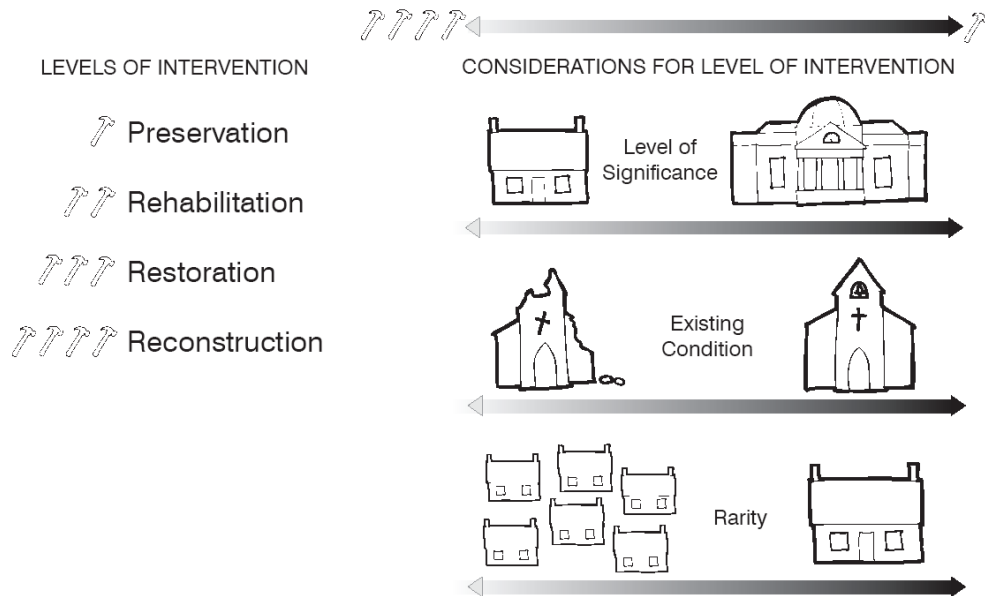 LEVELS OF INTERVENTION
Preservation
Rehabilitation
Restoration
Reconstruction
CONSIDERATIONS FOR LEVEL OF INTERVENTION
Level of
Significance
Existing
Condition
Rarity